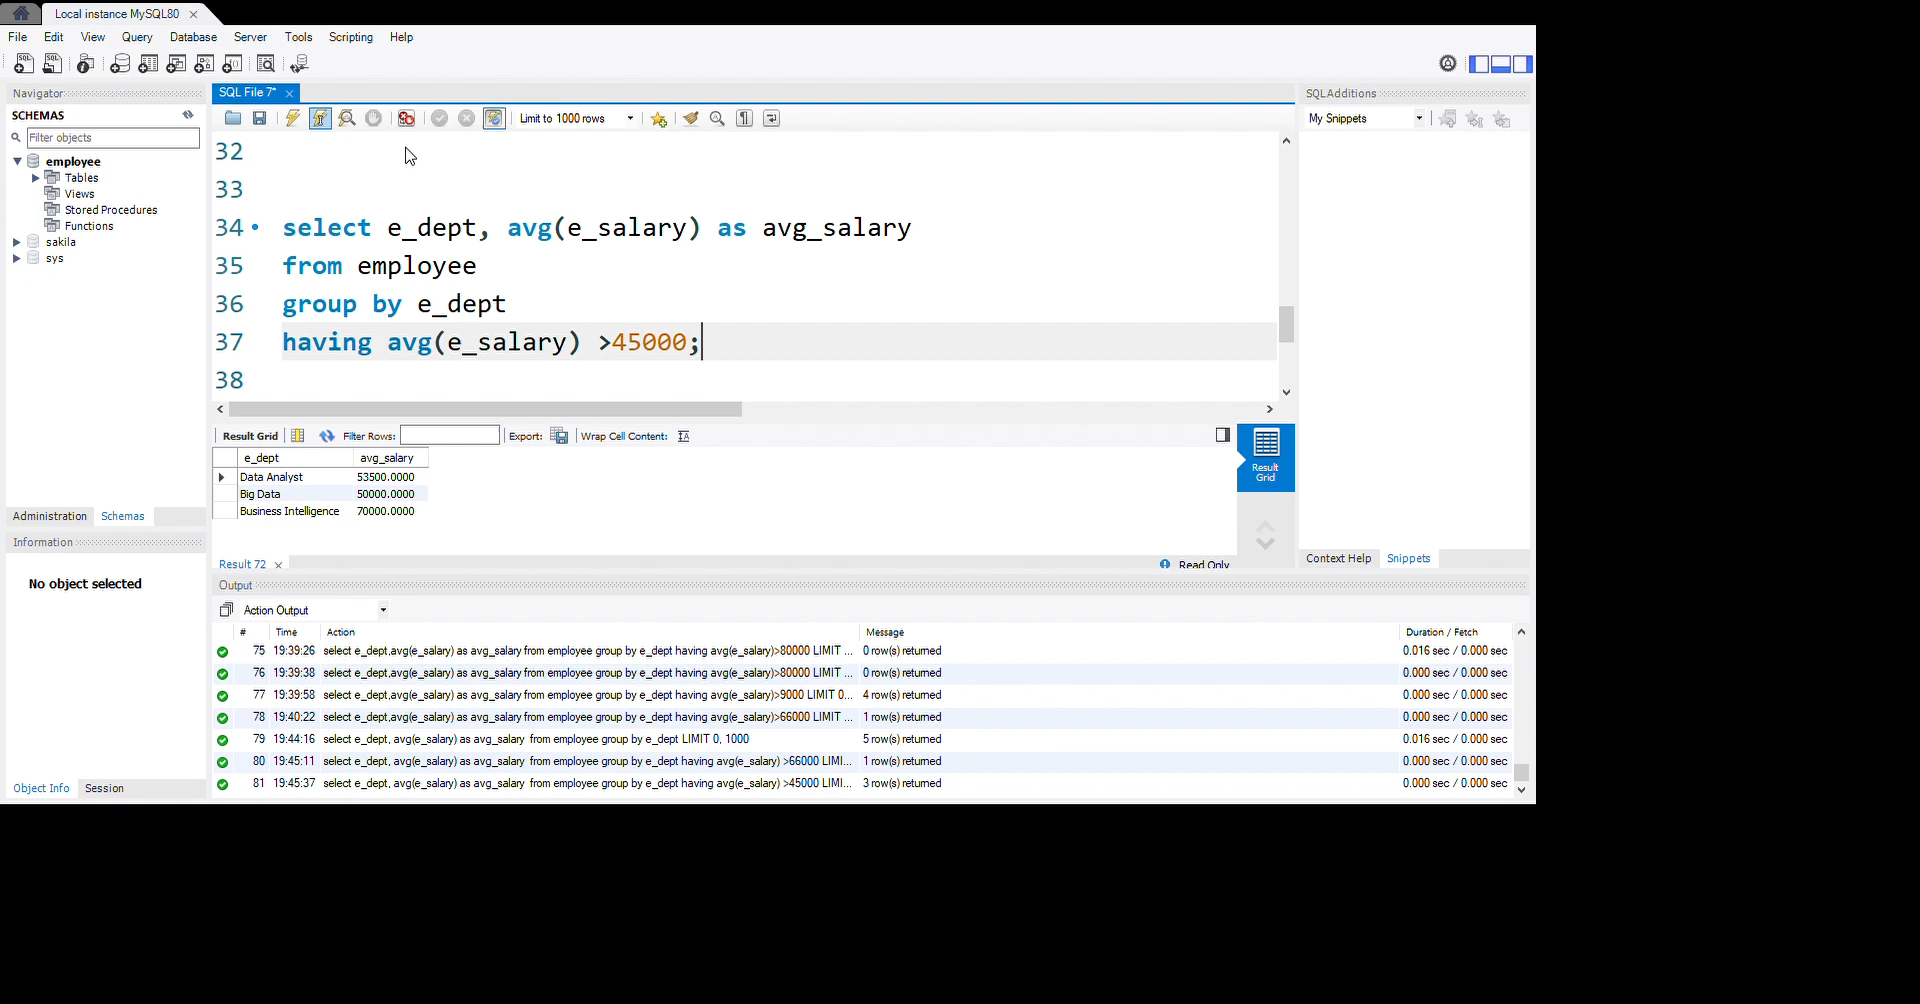 Local instance MySQL80
File Edit View Query Database Server Tools Scripting Help
Navigator
SCHEMAS
Filter objects
employee
Tables
Views
Stored Procedures
Functions
sakila
sys
Administration Schemas
Information
No object selected
Object Info Session
SQL File 7*
Limit to 1000 rows
32
33
34 select e_dept, avg(e_salary) as avg_salary
35 from employee
36 group by e_dept
37 having avg(e_salary) >45000;
38
Result Grid Filter Rows: Export: Wrap Cell Content:
e_dept avg_salary
Data Analyst 53500.0000
Big Data 50000.0000
Business Intelligence 70000.0000
Result Grid
Result 72 Read Only
SQLAdditions
My Snippets
Context Help Snippets
Output
Action Output
# Time Action Message Duration / Fetch
75 19:39:26 select e_dept,avg(e_salary) as avg_salary from employee group by e_dept having avg(e_salary)>80000 LIMIT ... 0 row(s) returned 0.016 sec / 0.000 sec
76 19:39:38 select e_dept,avg(e_salary) as avg_salary from employee group by e_dept having avg(e_salary)>80000 LIMIT ... 0 row(s) returned 0.000 sec / 0.000 sec
77 19:39:58 select e_dept,avg(e_salary) as avg_salary from employee group by e_dept having avg(e_salary)>9000 LIMIT 0... 4 row(s) returned 0.000 sec / 0.000 sec
78 19:40:22 select e_dept,avg(e_salary) as avg_salary from employee group by e_dept having avg(e_salary)>66000 LIMIT ... 1 row(s) returned 0.000 sec / 0.000 sec
79 19:44:16 select e_dept, avg(e_salary) as avg_salary from employee group by e_dept LIMIT 0, 1000 5 row(s) returned 0.016 sec / 0.000 sec
80 19:45:11 select e_dept, avg(e_salary) as avg_salary from employee group by e_dept having avg(e_salary) >66000 LIMI... 1 row(s) returned 0.000 sec / 0.000 sec
81 19:45:37 select e_dept, avg(e_salary) as avg_salary from employee group by e_dept having avg(e_salary) >45000 LIMI... 3 row(s) returned 0.000 sec / 0.000 sec